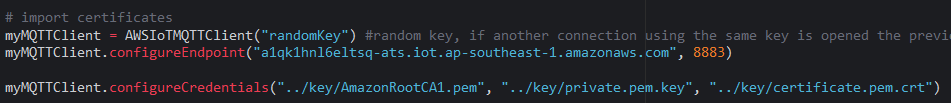 # import certificates
myMQTTClient = AWSIoTMQTTClient("randomKey") #random key, if another connection using the same key is opened the previ
myMQTTClient.configureEndpoint("a1qk1hnl6eltsq-ats.iot.ap-southeast-1.amazonaws.com", 8883)
myMQTTClient.configureCredentials("../key/AmazonRootCA1.pem", "../key/private.pem.key", "../key/certificate.pem.crt")